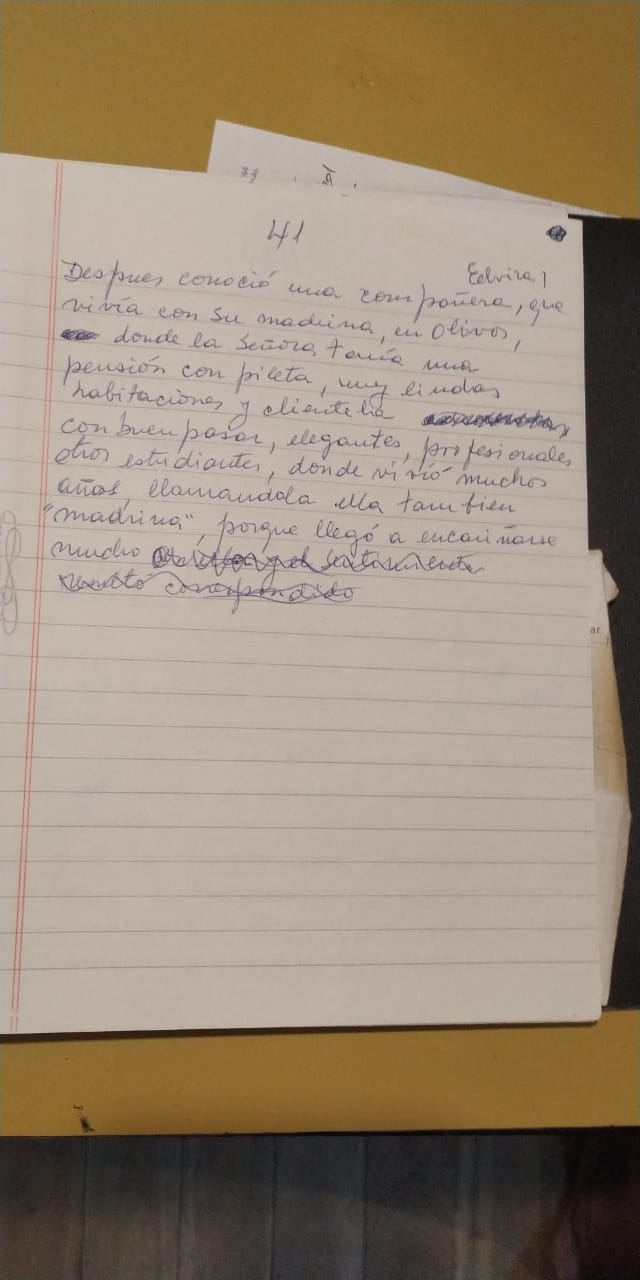 41
Edvira,
Despues conoció una compañera, que
vivía con su madrina, en Olivos,
donde la Señora tenía una
pensión con pileta, muy lindas
habitaciones y clientela
con buen pasar, elegantes, profesionales
otros estudiantes, donde vivió muchos
años, llamandola ella tambien
"madrina", porque llegó a encariñarse
mucho
correspondido